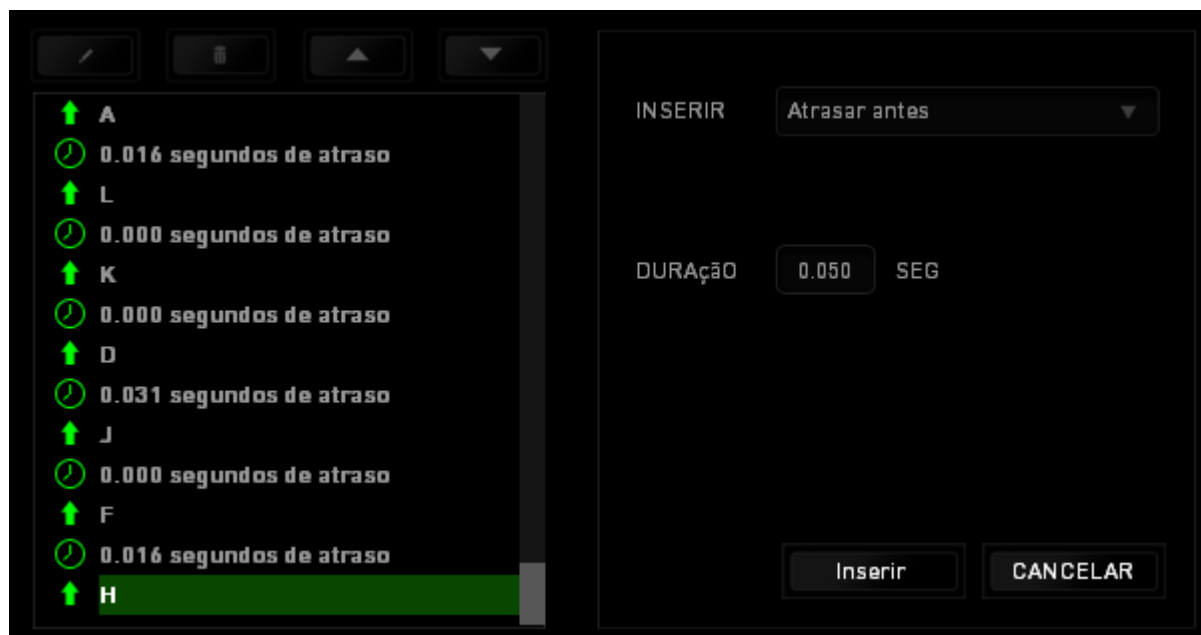 A
0.016 segundos de atraso
L
0.000 segundos de atraso
K
0.000 segundos de atraso
D
0.031 segundos de atraso
J
0.000 segundos de atraso
F
0.016 segundos de atraso
H
INSERIR Atrasar antes
DURAçãO 0.050 SEG
Inserir CANCELAR